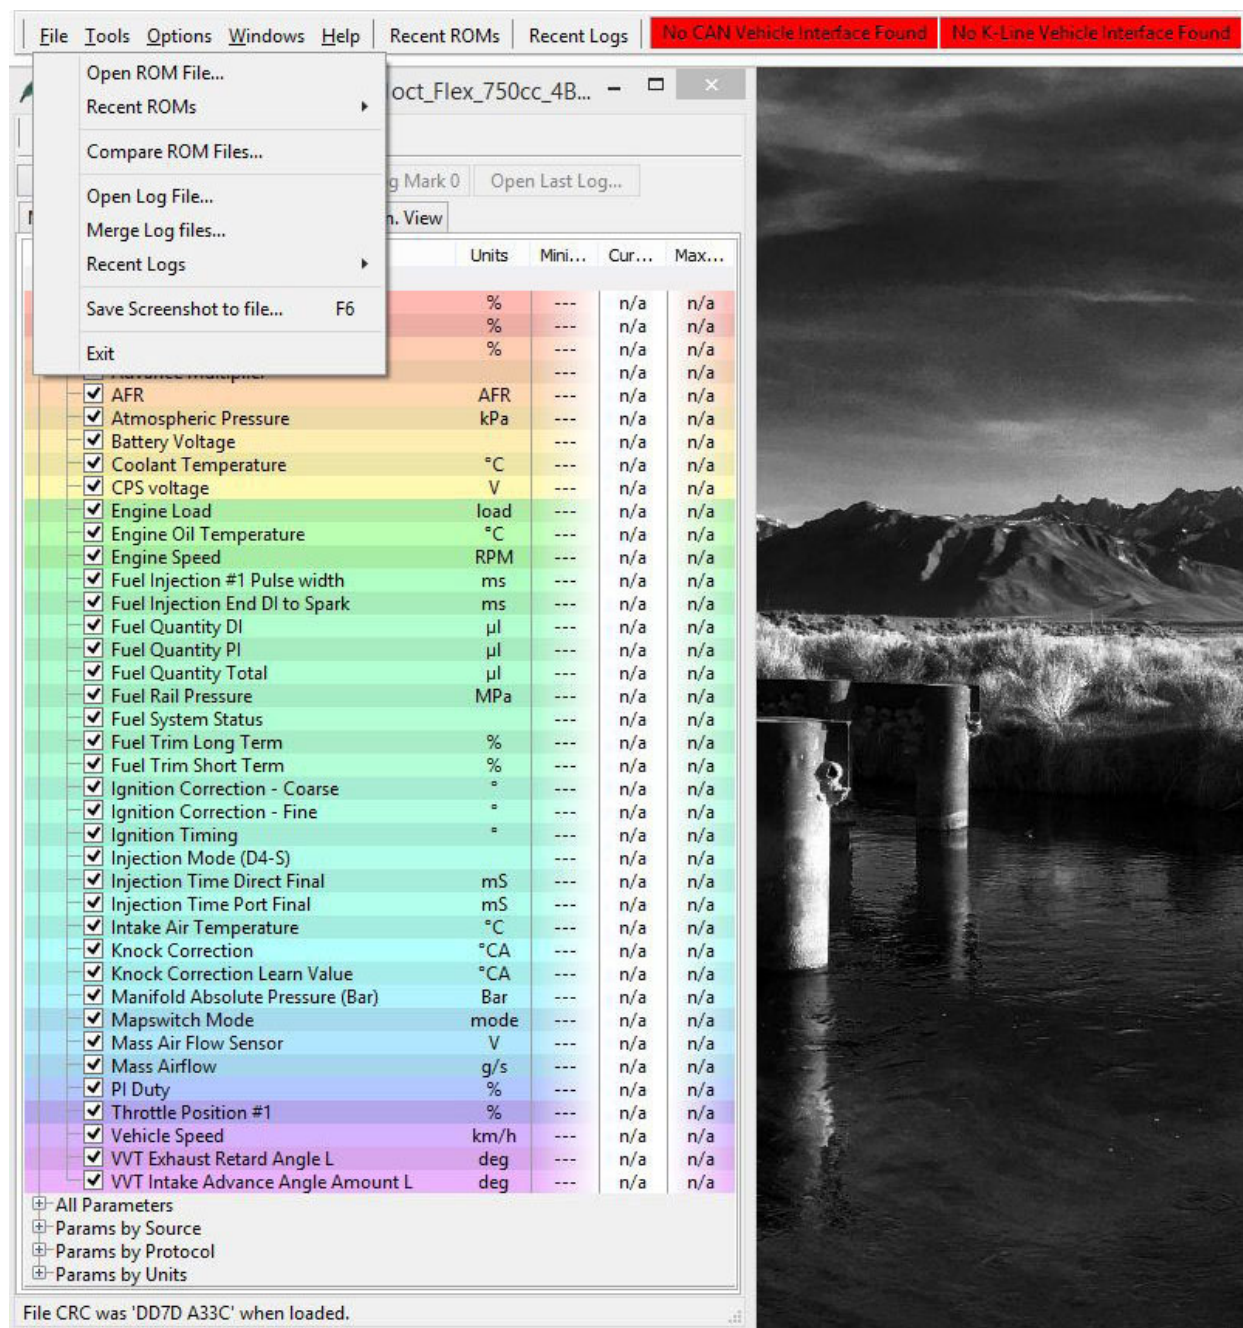 File Tools Options Windows Help Recent ROMs Recent Logs No CAN Vehicle Interface Found No K-Line Vehicle Interface Found
Open ROM File...
Recent ROMs
Compare ROM Files...
Open Log File...
Merge Log files...
Recent Logs
Save Screenshot to file... F6
Exit
oct_Flex_750cc_4B...
g Mark 0 Open Last Log...
n. View
Units Mini... Cur... Max...
% --- n/a n/a
% --- n/a n/a
% --- n/a n/a
Advance Multiplier --- n/a n/a
AFR AFR --- n/a n/a
Atmospheric Pressure kPa --- n/a n/a
Battery Voltage --- n/a n/a
Coolant Temperature °C --- n/a n/a
CPS voltage V --- n/a n/a
Engine Load load --- n/a n/a
Engine Oil Temperature °C --- n/a n/a
Engine Speed RPM --- n/a n/a
Fuel Injection #1 Pulse width ms --- n/a n/a
Fuel Injection End DI to Spark ms --- n/a n/a
Fuel Quantity DI µl --- n/a n/a
Fuel Quantity PI µl --- n/a n/a
Fuel Quantity Total µl --- n/a n/a
Fuel Rail Pressure MPa --- n/a n/a
Fuel System Status --- n/a n/a
Fuel Trim Long Term % --- n/a n/a
Fuel Trim Short Term % --- n/a n/a
Ignition Correction - Coarse ° --- n/a n/a
Ignition Correction - Fine ° --- n/a n/a
Ignition Timing ° --- n/a n/a
Injection Mode (D4-S) --- n/a n/a
Injection Time Direct Final mS --- n/a n/a
Injection Time Port Final mS --- n/a n/a
Intake Air Temperature °C --- n/a n/a
Knock Correction °CA --- n/a n/a
Knock Correction Learn Value °CA --- n/a n/a
Manifold Absolute Pressure (Bar) Bar --- n/a n/a
Mapswitch Mode mode --- n/a n/a
Mass Air Flow Sensor V --- n/a n/a
Mass Airflow g/s --- n/a n/a
PI Duty % --- n/a n/a
Throttle Position #1 % --- n/a n/a
Vehicle Speed km/h --- n/a n/a
VVT Exhaust Retard Angle L deg --- n/a n/a
VVT Intake Advance Angle Amount L deg --- n/a n/a
All Parameters
Params by Source
Params by Protocol
Params by Units
File CRC was 'DD7D A33C' when loaded.